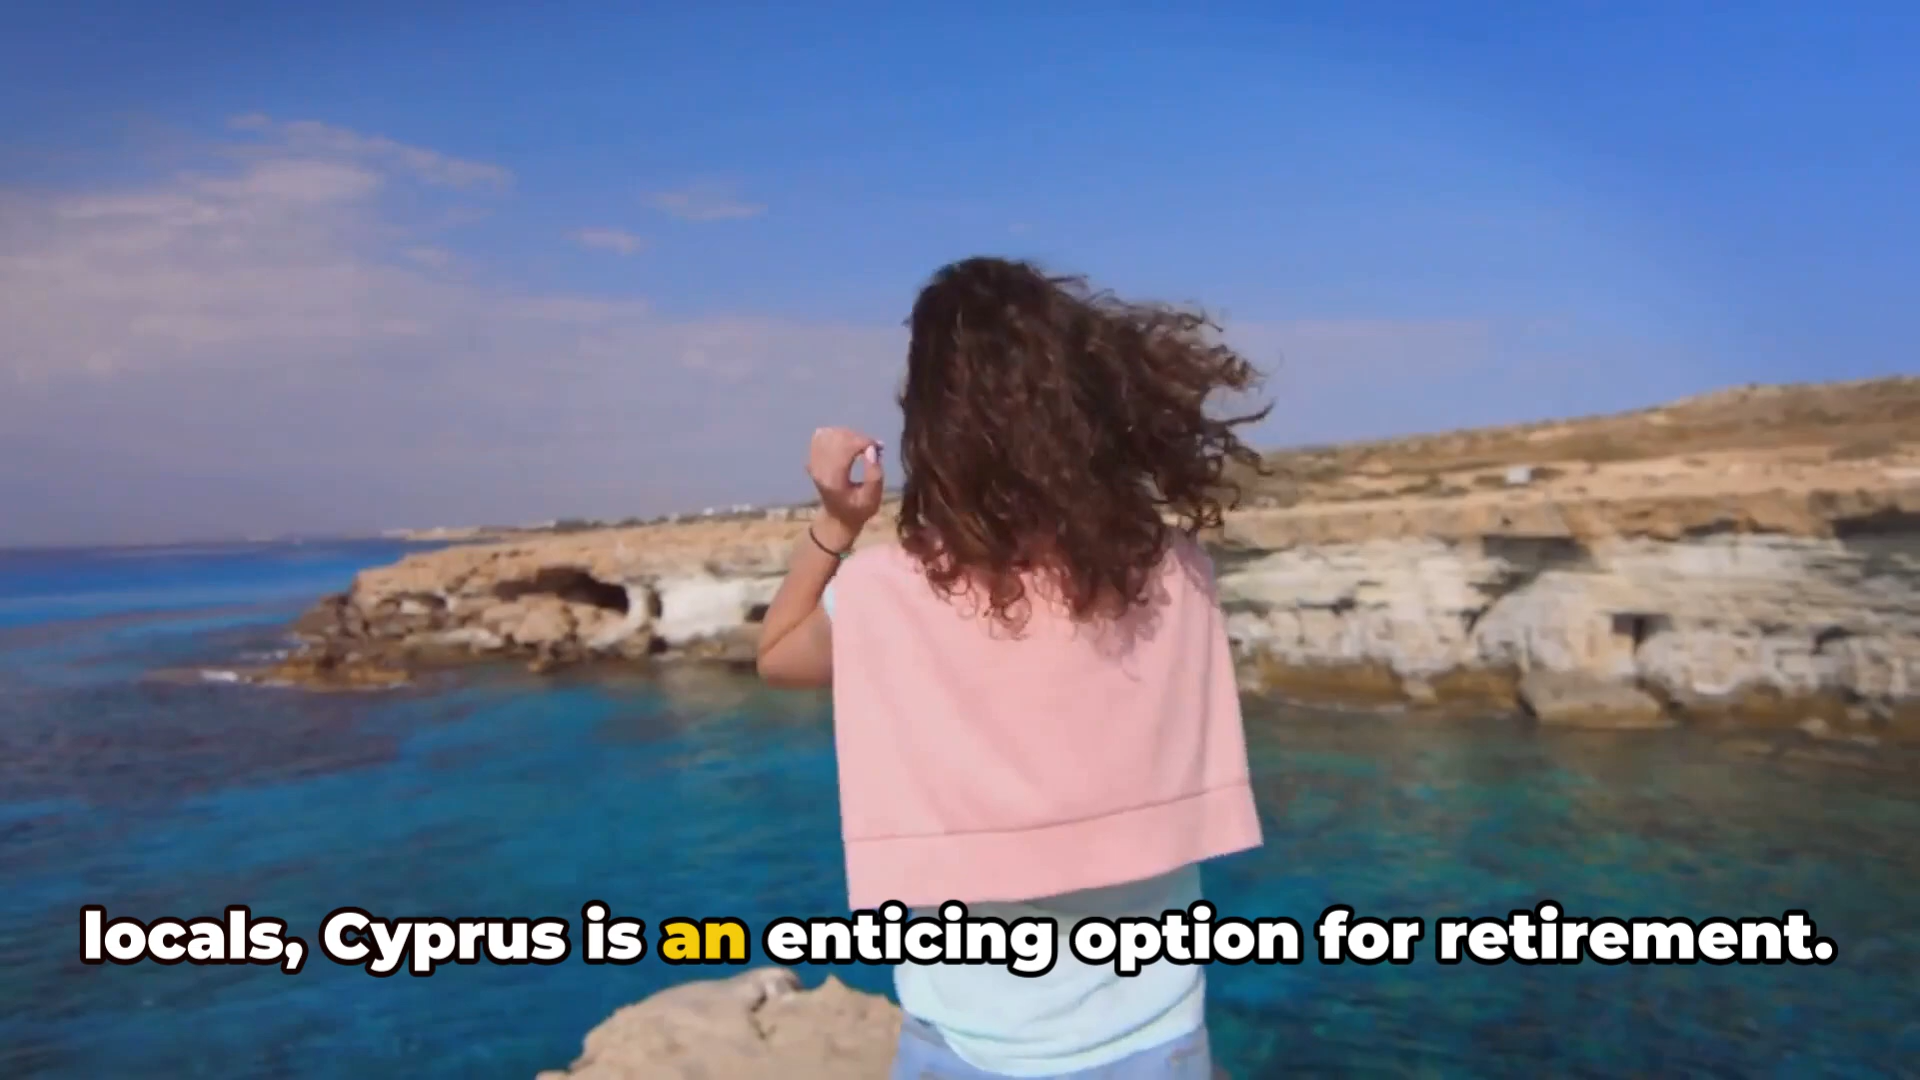 locals, Cyprus is an enticing option for retirement.